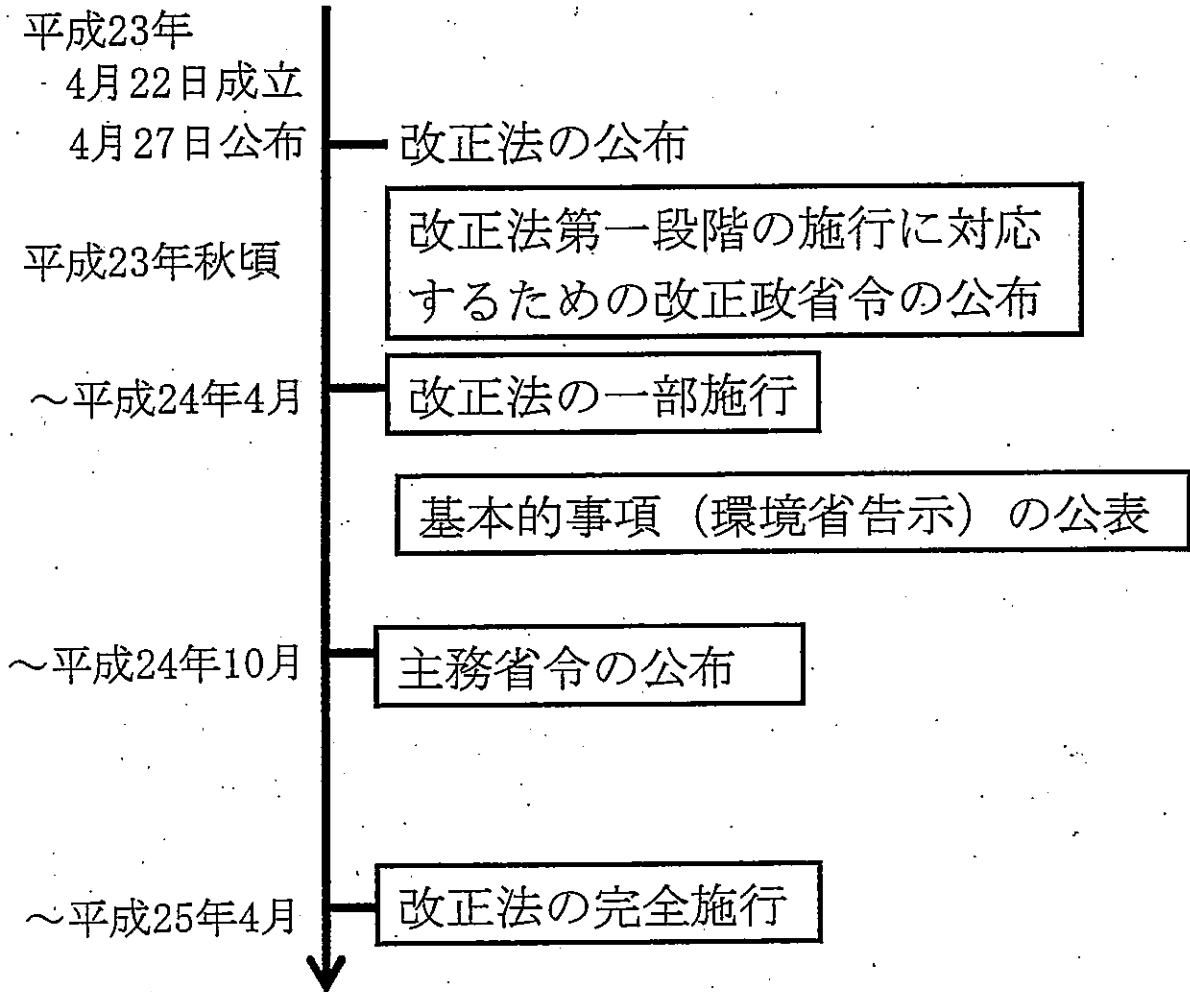 平成23年
4月22日成立
4月27日公布
改正法の公布
平成23年秋頃
改正法第一段階の施行に対応
するための改正政省令の公布
～平成24年4月
改正法の一部施行
基本的事項（環境省告示）の公表
～平成24年10月
主務省令の公布
～平成25年4月
改正法の完全施行